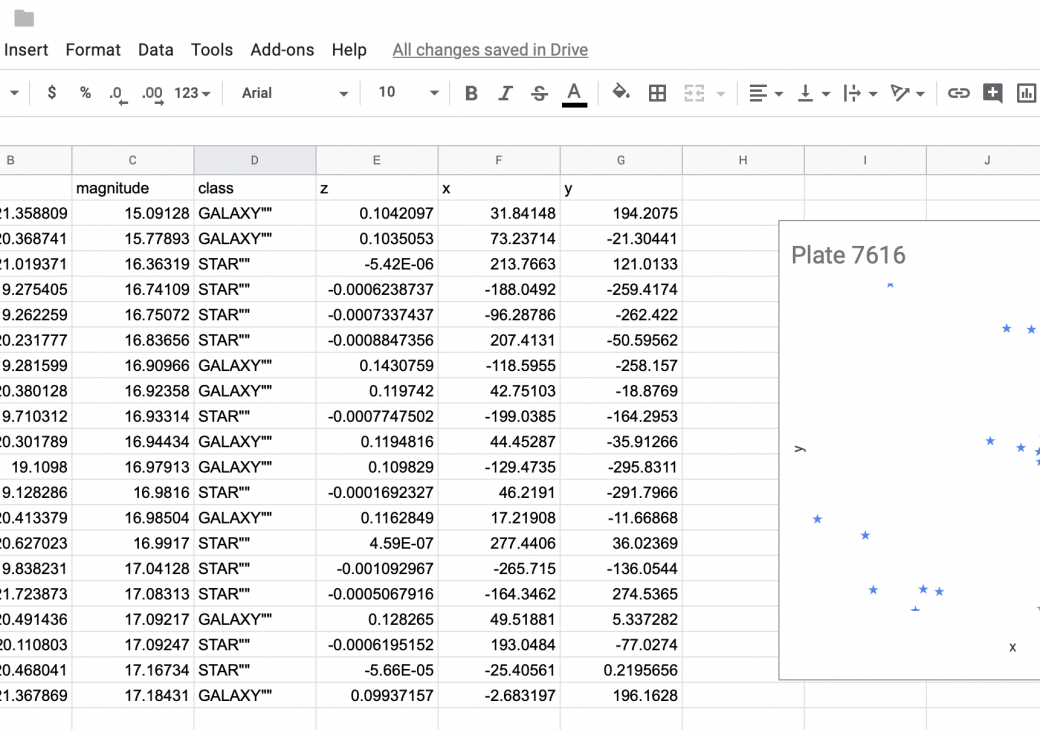 Insert Format Data Tools Add-ons Help All changes saved in Drive
$ % .0 .00 123 Arial 10 B I S A
B C D E F G H I J
magnitude class z x y
21.358809 15.09128 GALAXY"" 0.1042097 31.84148 194.2075
20.368741 15.77893 GALAXY"" 0.1035053 73.23714 -21.30441
21.019371 16.36319 STAR"" -5.42E-06 213.7663 121.0133
9.275405 16.74109 STAR"" -0.0006238737 -188.0492 -259.4174
9.262259 16.75072 STAR"" -0.0007337437 -96.28786 -262.422
20.231777 16.83656 STAR"" -0.0008847356 207.4131 -50.59562
9.281599 16.90966 GALAXY"" 0.1430759 -118.5955 -258.157
20.380128 16.92358 GALAXY"" 0.119742 42.75103 -18.8769
9.710312 16.93314 STAR"" -0.0007747502 -199.0385 -164.2953
20.301789 16.94434 GALAXY"" 0.1194816 44.45287 -35.91266
19.1098 16.97913 GALAXY"" 0.109829 -129.4735 -295.8311
9.128286 16.9816 STAR"" -0.0001692327 46.2191 -291.7966
20.413379 16.98504 GALAXY"" 0.1162849 17.21908 -11.66868
20.627023 16.9917 STAR"" 4.59E-07 277.4406 36.02369
9.838231 17.04128 STAR"" -0.001092967 -265.715 -136.0544
21.723873 17.08313 STAR"" -0.0005067916 -164.3462 274.5365
20.491436 17.09217 GALAXY"" 0.128265 49.51881 5.337282
20.110803 17.09247 STAR"" -0.0006195152 193.0484 -77.0274
20.468041 17.16734 STAR"" -5.66E-05 -25.40561 0.2195656
21.367869 17.18431 GALAXY"" 0.09937157 -2.683197 196.1628
Plate 7616
y
x